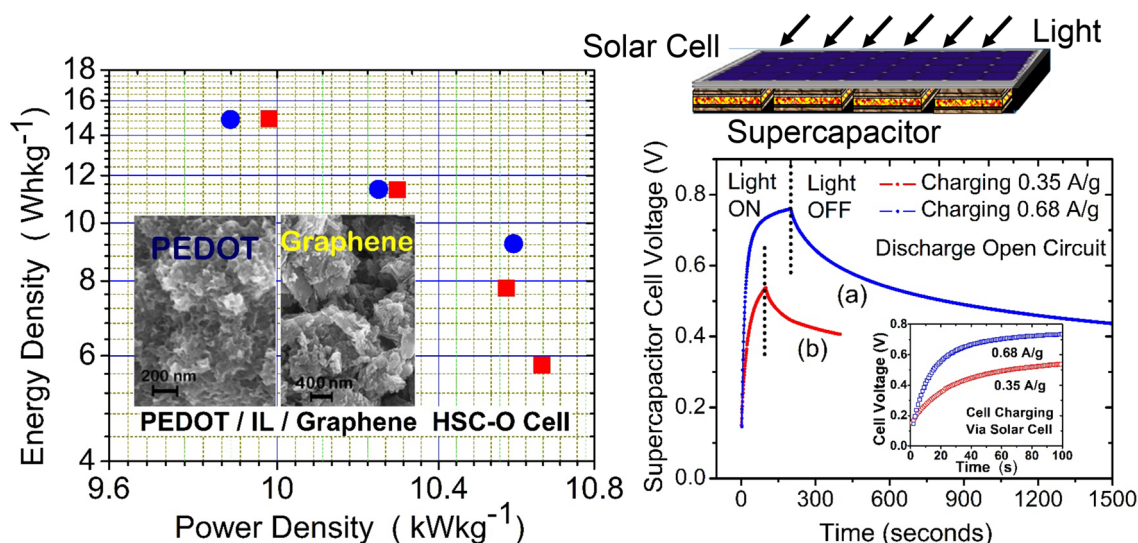 18
16
14
12
10
8
6
4
Energy Density ( Whkg-1)
PEDOT
Graphene
200 nm
400 nm
PEDOT / IL / Graphene HSC-O Cell
9.6
10
10.4
10.8
Power Density ( kWkg-1)
Solar Cell
Light
Supercapacitor
Supercapacitor Cell Voltage (V)
0.8
0.6
0.4
0.2
0.0
Light
ON
Light
OFF
Charging 0.35 A/g
Charging 0.68 A/g
Discharge Open Circuit
(a)
(b)
Cell Voltage (V)
0.8
0.6
0.4
0.2
0.0
0.68 A/g
0.35 A/g
Cell Charging
Via Solar Cell
0 20 40 60 80 100
Time (s)
0 300 600 900 1200 1500
Time (seconds)